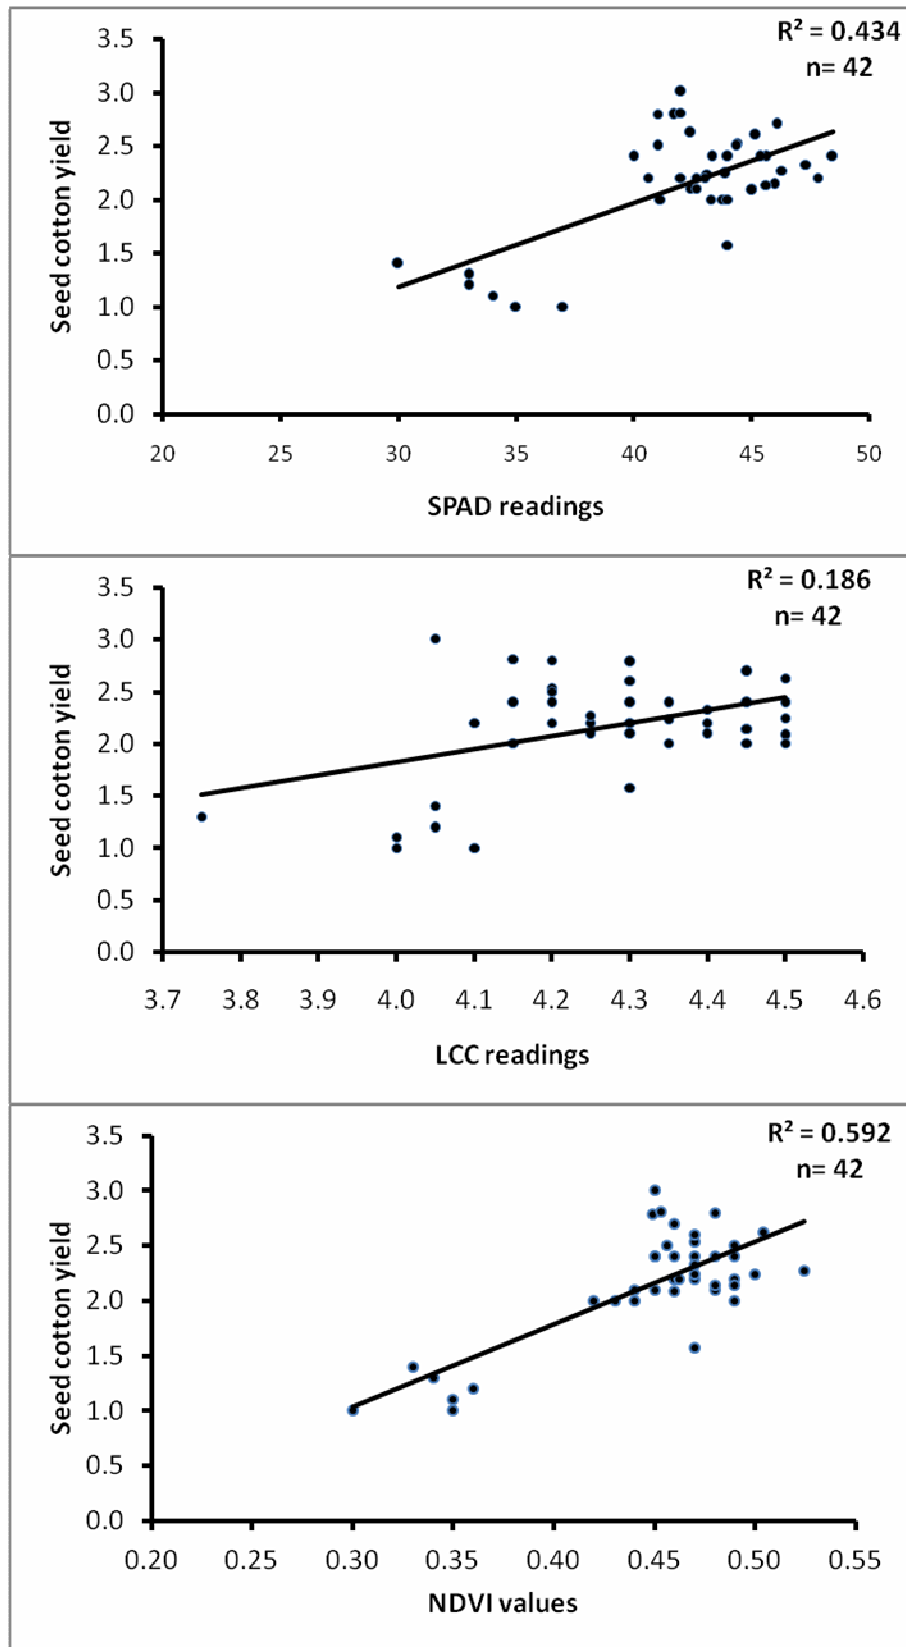 R² = 0.434
n= 42
3.5
3.0
2.5
2.0
1.5
1.0
0.5
0.0
Seed cotton yield
20 25 30 35 40 45 50
SPAD readings
R² = 0.186
n= 42
3.5
3.0
2.5
2.0
1.5
1.0
0.5
0.0
Seed cotton yield
3.7 3.8 3.9 4.0 4.1 4.2 4.3 4.4 4.5 4.6
LCC readings
R² = 0.592
n= 42
3.5
3.0
2.5
2.0
1.5
1.0
0.5
0.0
Seed cotton yield
0.20 0.25 0.30 0.35 0.40 0.45 0.50 0.55
NDVI values